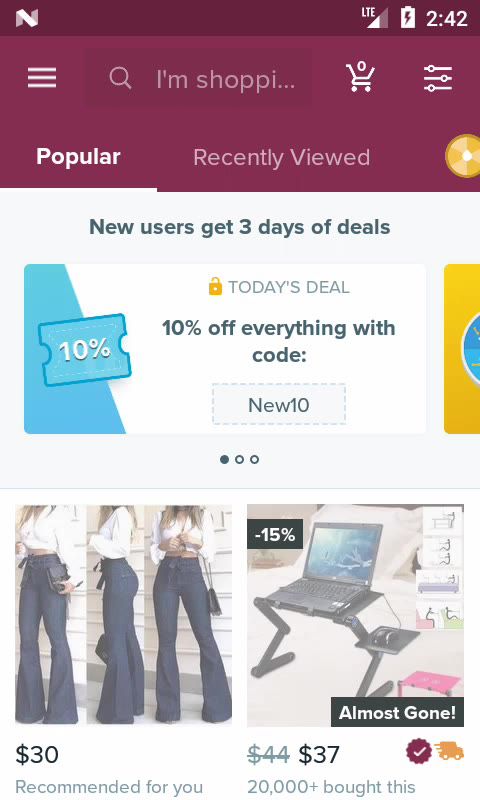 LTE 2:42
I'm shoppi...
0
Popular
Recently Viewed
New users get 3 days of deals
TODAY'S DEAL
10%
10% off everything with
code:
New10
-15%
Almost Gone!
$30
$44 $37
Recommended for you
20,000+ bought this